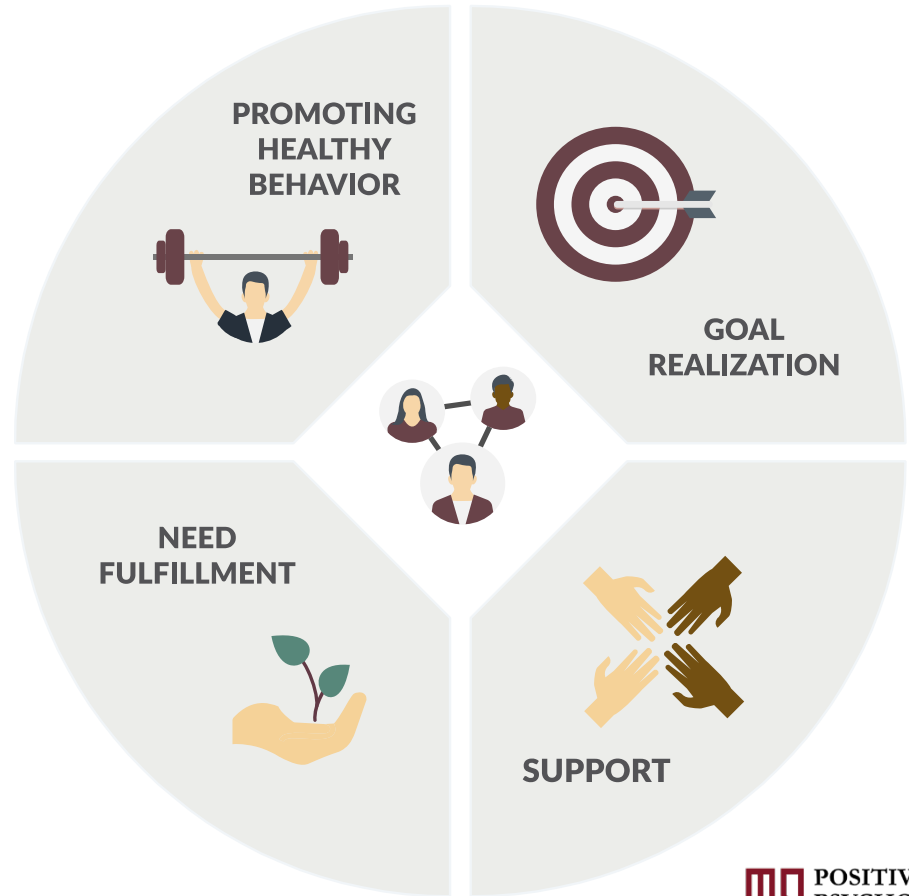 PROMOTING
HEALTHY
BEHAVIOR
GOAL
REALIZATION
NEED
FULFILLMENT
SUPPORT